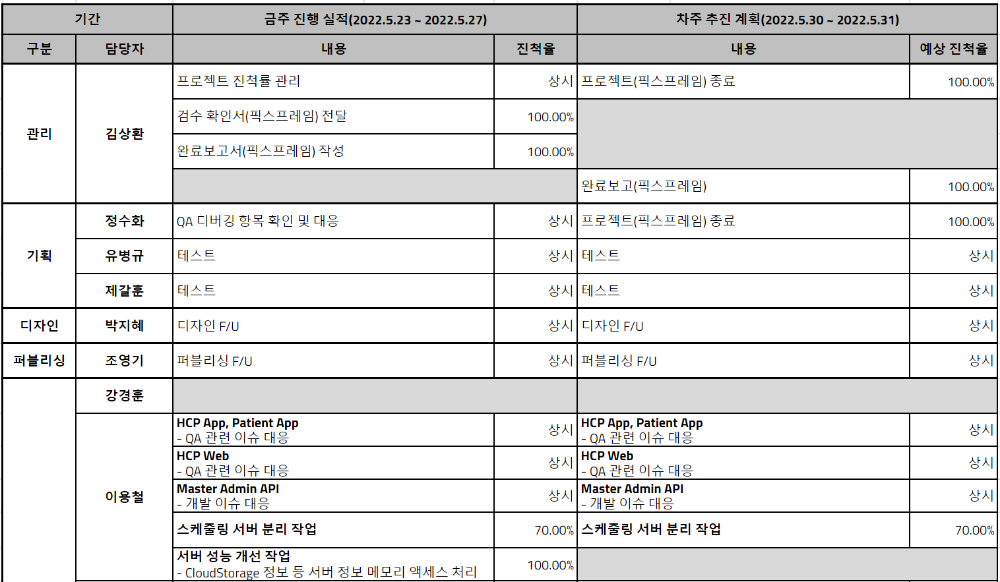 기간 금주 진행 실적(2022.5.23 ~ 2022.5.27) 차주 추진 계획(2022.5.30 ~ 2022.5.31)
구분 담당자 내용 진척율 내용 예상 진척율
관리 김상환
프로젝트 진척률 관리 상시 프로젝트(픽스프레임) 종료 100.00%
검수 확인서(픽스프레임) 전달 100.00%
완료보고서(픽스프레임) 작성 100.00%
완료보고(픽스프레임) 100.00%
기획
정수화 QA 디버깅 항목 확인 및 대응 상시 프로젝트(픽스프레임) 종료 100.00%
유병규 테스트 상시 테스트 상시
제갈훈 테스트 상시 테스트 상시
디자인 박지혜 디자인 F/U 상시 디자인 F/U 상시
퍼블리싱 조영기 퍼블리싱 F/U 상시 퍼블리싱 F/U 상시
강경훈
이용철
HCP App, Patient App
- QA 관련 이슈 대응 상시
HCP App, Patient App
- QA 관련 이슈 대응 상시
HCP Web
- QA 관련 이슈 대응 상시
HCP Web
- QA 관련 이슈 대응 상시
Master Admin API
- 개발 이슈 대응 상시
Master Admin API
- 개발 이슈 대응 상시
스케줄링 서버 분리 작업 70.00% 스케줄링 서버 분리 작업 70.00%
서버 성능 개선 작업
- CloudStorage 정보 등 서버 정보 메모리 액세스 처리 100.00%